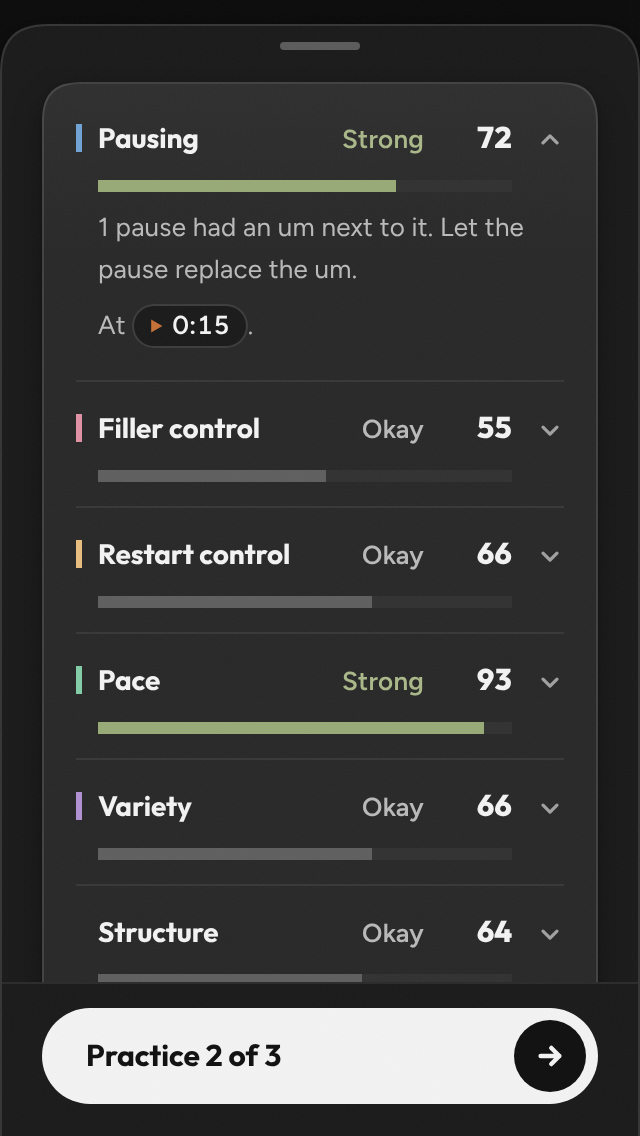 Pausing Strong 72
1 pause had an um next to it. Let the
pause replace the um.
At 0:15.
Filler control Okay 55
Restart control Okay 66
Pace Strong 93
Variety Okay 66
Structure Okay 64
Practice 2 of 3